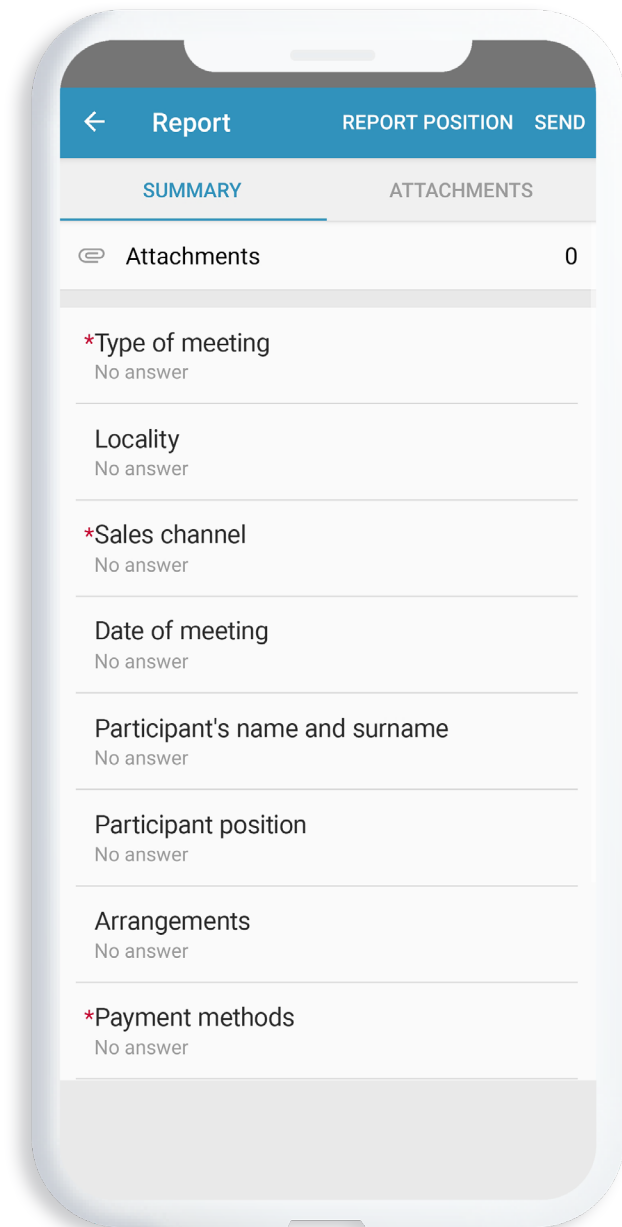 Report REPORT POSITION SEND
SUMMARY ATTACHMENTS
Attachments 0
*Type of meeting
No answer
Locality
No answer
*Sales channel
No answer
Date of meeting
No answer
Participant's name and surname
No answer
Participant position
No answer
Arrangements
No answer
*Payment methods
No answer